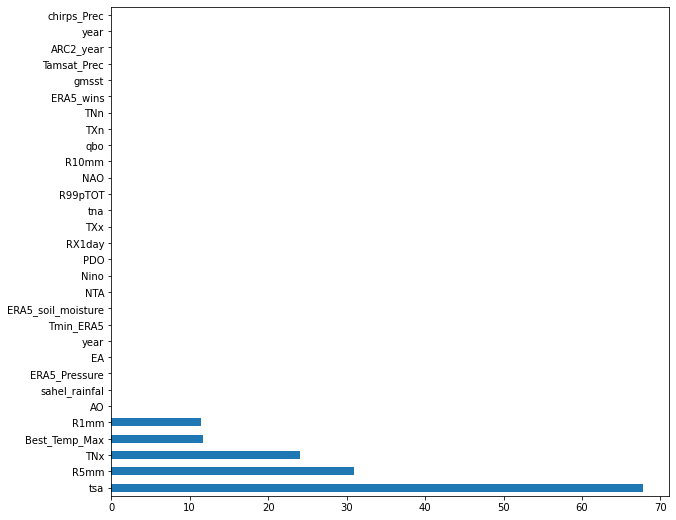 chirps_Prec
year
ARC2_year
Tamsat_Prec
gmsst
ERA5_wins
TNn
TXn
qbo
R10mm
NAO
R99pTOT
tna
TXx
RX1day
PDO
Nino
NTA
ERA5_soil_moisture
Tmin_ERA5
year
EA
ERA5_Pressure
sahel_rainfal
AO
R1mm
Best_Temp_Max
TNx
R5mm
tsa
0 10 20 30 40 50 60 70